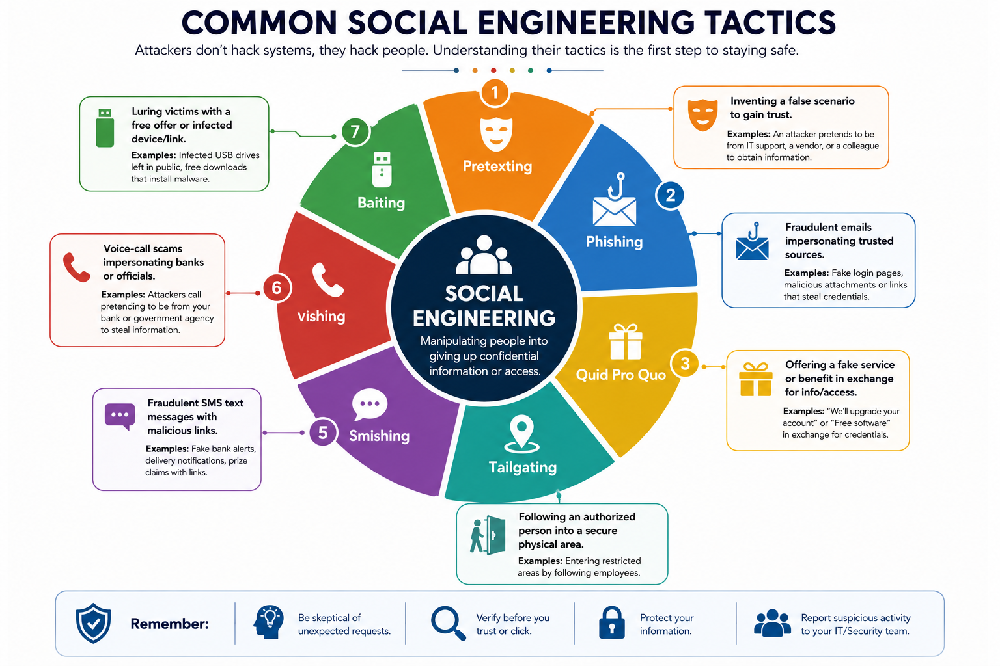 COMMON SOCIAL ENGINEERING TACTICS
Attackers don't hack systems, they hack people. Understanding their tactics is the first step to staying safe.
1
Pretexting
Inventing a false scenario
to gain trust.
Examples: An attacker pretends to be
from IT support, a vendor, or a colleague
to obtain information.
2
Phishing
Fraudulent emails
impersonating trusted
sources.
Examples: Fake login pages,
malicious attachments or links
that steal credentials.
3
Quid Pro Quo
Offering a fake service
or benefit in exchange
for info/access.
Examples: “We'll upgrade your
account” or “Free software”
in exchange for credentials.
Tailgating
Following an authorized
person into a secure
physical area.
Examples: Entering restricted
areas by following employees.
5
Smishing
Fraudulent SMS text
messages with
malicious links.
Examples: Fake bank alerts,
delivery notifications, prize
claims with links.
6
Vishing
Voice-call scams
impersonating banks
or officials.
Examples: Attackers call
pretending to be from your
bank or government agency
to steal information.
7
Baiting
Luring victims with a
free offer or infected
device/link.
Examples: Infected USB drives
left in public, free downloads
that install malware.
SOCIAL
ENGINEERING
Manipulating people into
giving up confidential
information or access.
Remember:
Be skeptical of
unexpected requests.
Verify before you
trust or click.
Protect your
information.
Report suspicious activity
to your IT/Security team.